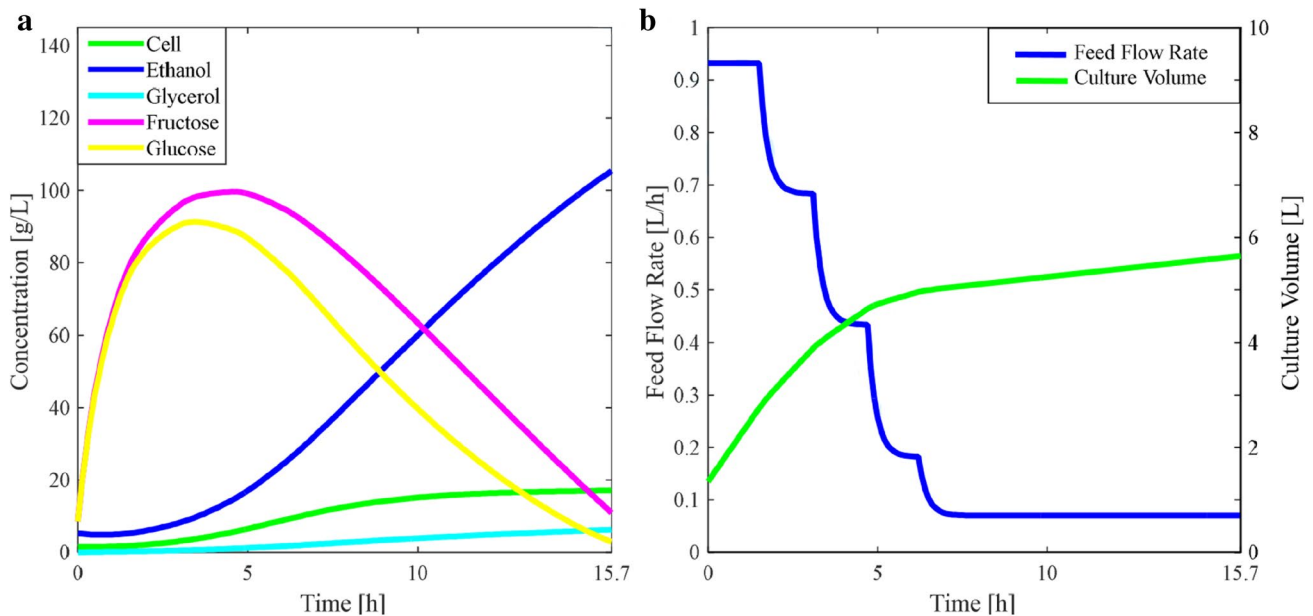 a
Cell
Ethanol
Glycerol
Fructose
Glucose
140
120
100
80
60
40
20
0
Concentration [g/L]
0 5 10 15.7
Time [h]
b
Feed Flow Rate
Culture Volume
1
0.9
0.8
0.7
0.6
0.5
0.4
0.3
0.2
0.1
0
Feed Flow Rate [L/h]
10
8
6
4
2
0
Culture Volume [L]
0 5 10 15.7
Time [h]